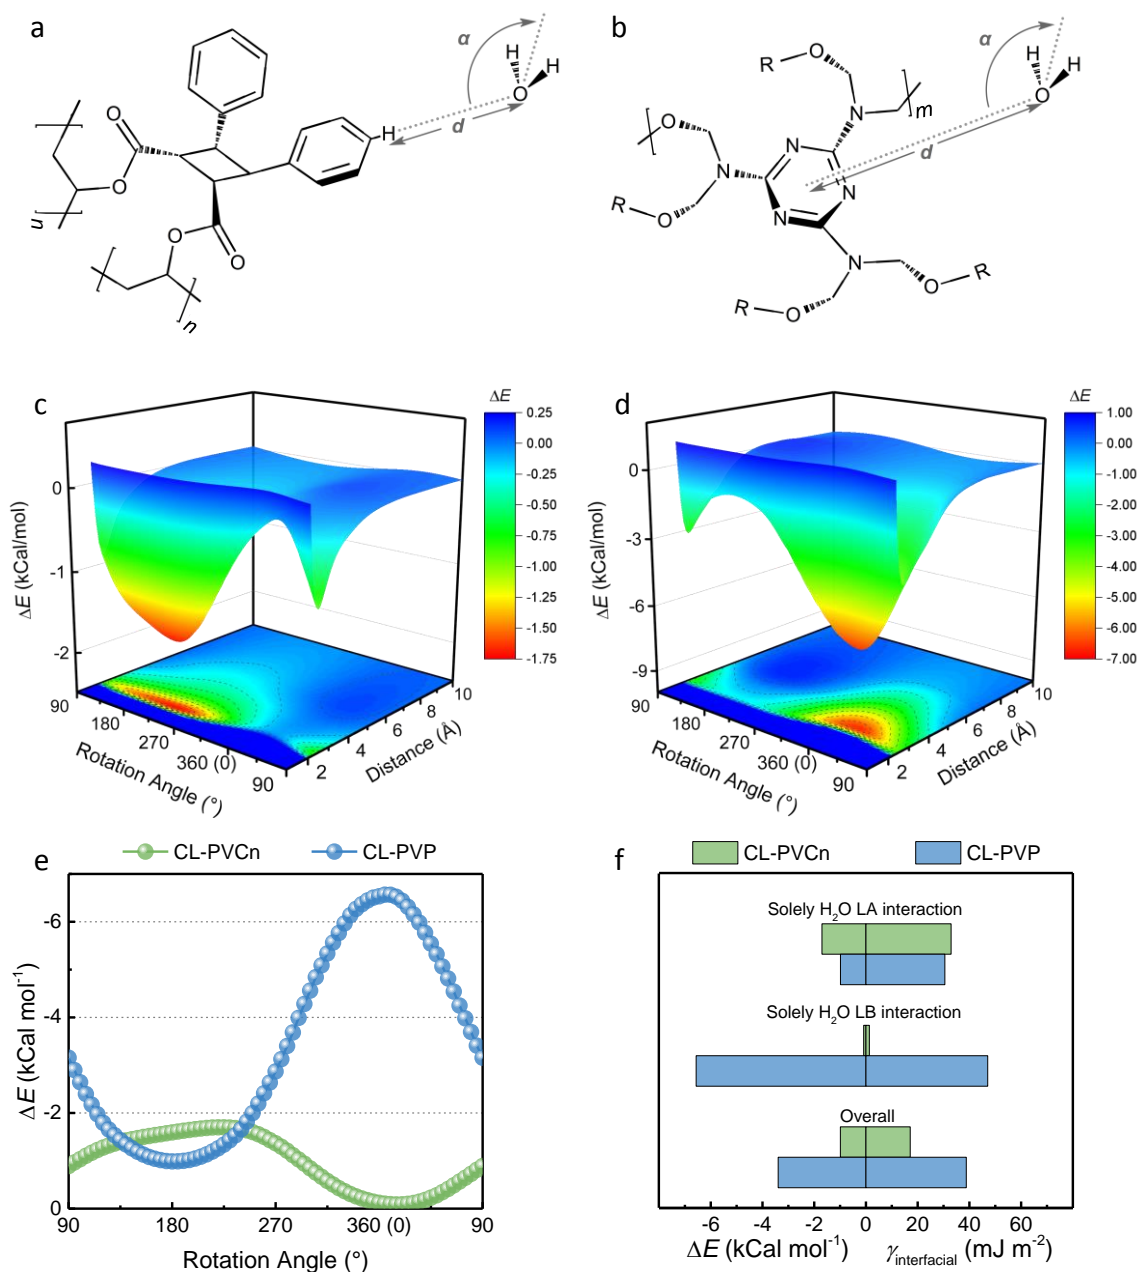 a
O
O
O
O
u
n
H
d
α
H
H
O
b
R
O
N
m
O
N
N
N
N
R
O
N
R
O
O
R
d
α
H
H
O
c
ΔE
0.25
0.00
-0.25
-0.50
-0.75
-1.00
-1.25
-1.50
-1.75
ΔE (kCal/mol)
0
-1
-2
90
180
270
360 (0)
90
Rotation Angle (°)
2
4
6
8
10
Distance (Å)
d
ΔE
1.00
0.00
-1.00
-2.00
-3.00
-4.00
-5.00
-6.00
-7.00
ΔE (kCal/mol)
0
-3
-6
-9
90
180
270
360 (0)
90
Rotation Angle (°)
2
4
6
8
10
Distance (Å)
e
CL-PVCn
CL-PVP
ΔE (kCal mol⁻¹)
-6
-4
-2
0
90
180
270
360 (0)
90
Rotation Angle (°)
f
CL-PVCn
CL-PVP
Solely H₂O LA interaction
Solely H₂O LB interaction
Overall
-6 -4 -2 0 20 40 60
ΔE (kCal mol⁻¹) γinterfacial (mJ m⁻²)